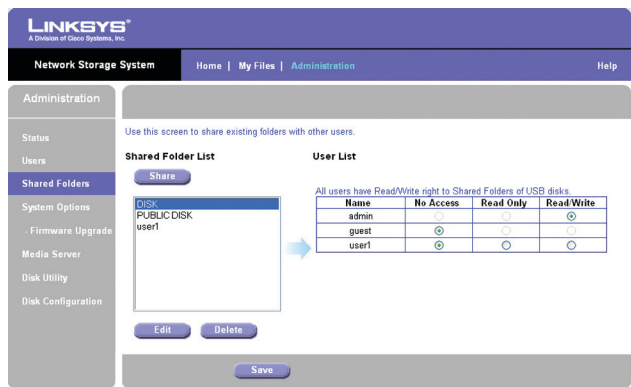 LINKSYS®
A Division of Cisco Systems, Inc.
Network Storage System
Home | My Files | Administration
Help
Administration
Status
Users
Shared Folders
System Options
- Firmware Upgrade
Media Server
Disk Utility
Disk Configuration
Use this screen to share existing folders with other users.
Shared Folder List
Share
DISK
PUBLIC DISK
user1
Edit Delete
User List
All users have Read/Write right to Shared Folders of USB disks.
Name No Access Read Only Read/Write
admin
guest
user1
Save